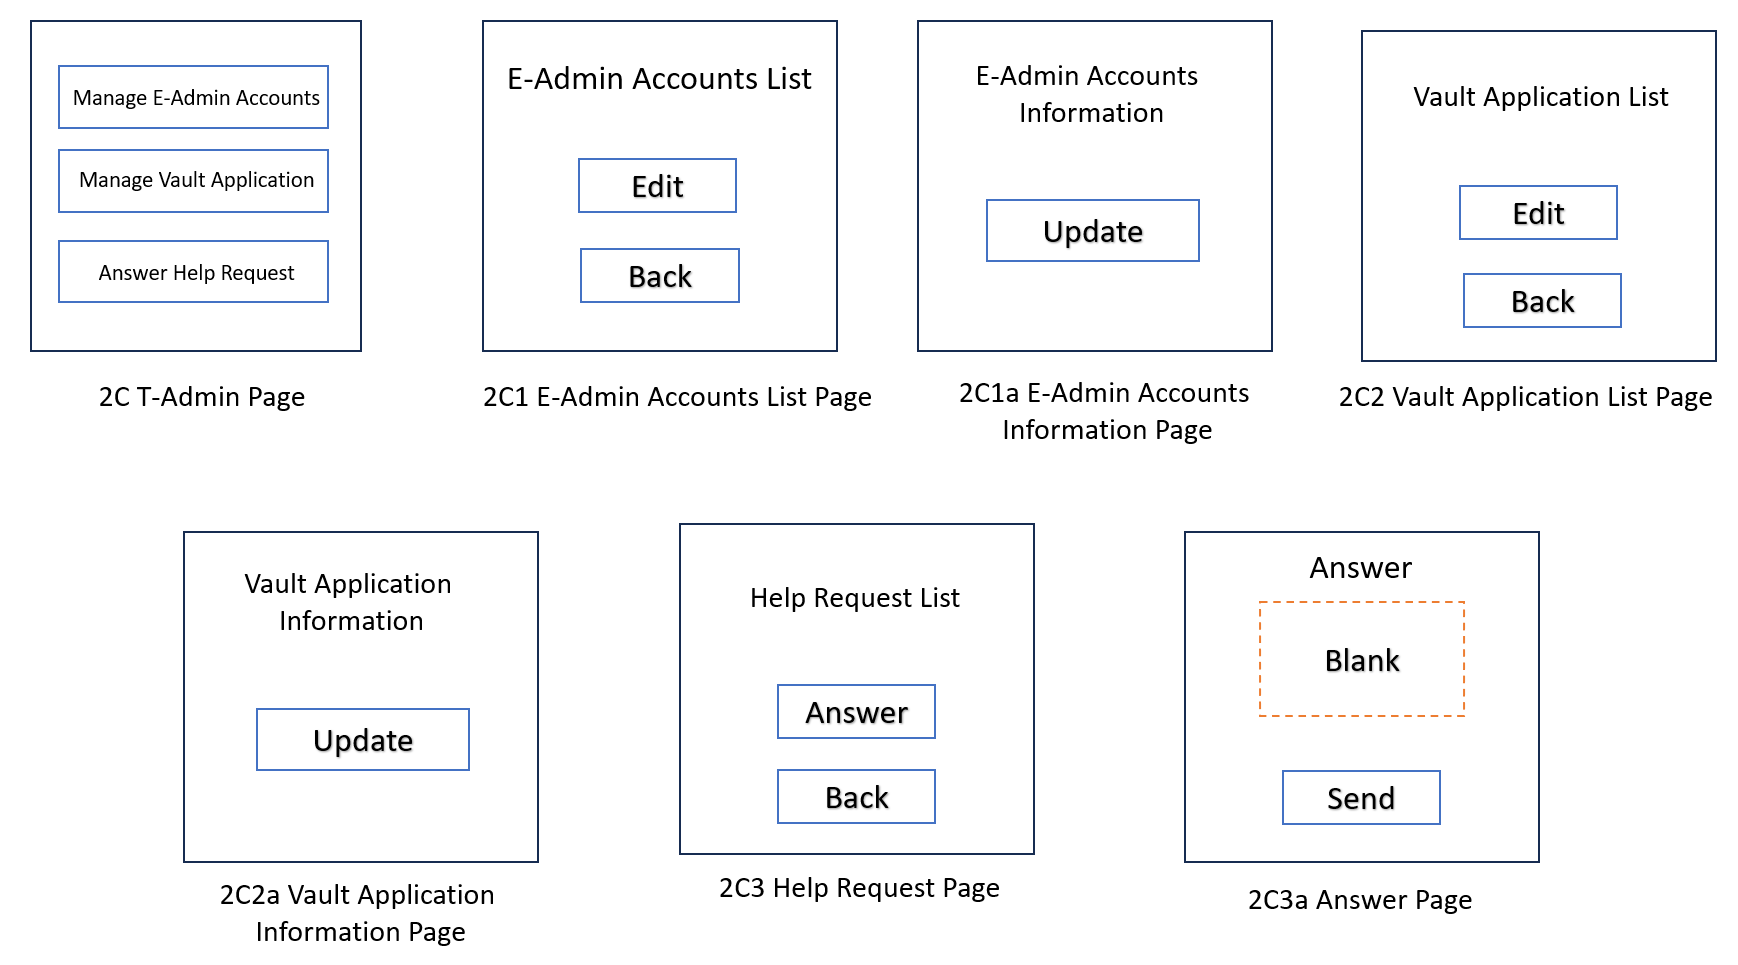 Manage E-Admin Accounts
Manage Vault Application
Answer Help Request
2C T-Admin Page
E-Admin Accounts List
Edit
Back
2C1 E-Admin Accounts List Page
E-Admin Accounts
Information
Update
2C1a E-Admin Accounts
Information Page
Vault Application List
Edit
Back
2C2 Vault Application List Page
Vault Application
Information
Update
2C2a Vault Application
Information Page
Help Request List
Answer
Back
2C3 Help Request Page
Answer
Blank
Send
2C3a Answer Page